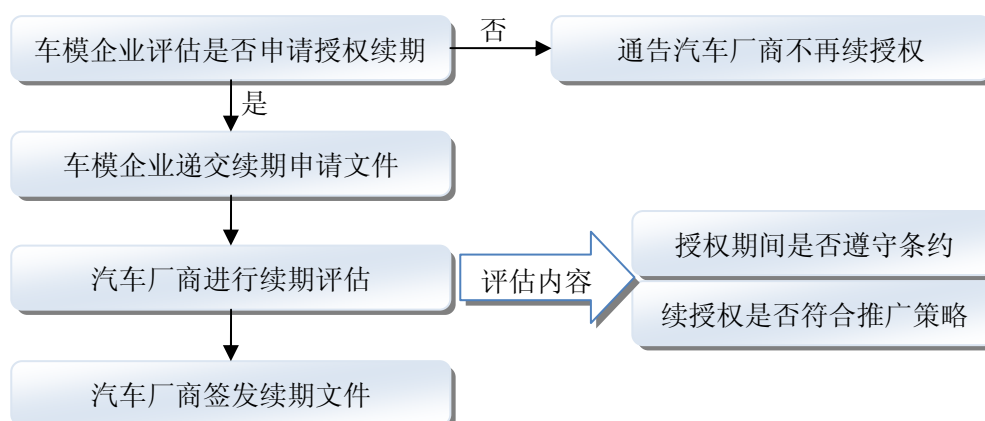 车模企业评估是否申请授权续期
否
通告汽车厂商不再续授权
是
车模企业递交续期申请文件
汽车厂商进行续期评估
评估内容
授权期间是否遵守条约
续授权是否符合推广策略
汽车厂商签发续期文件